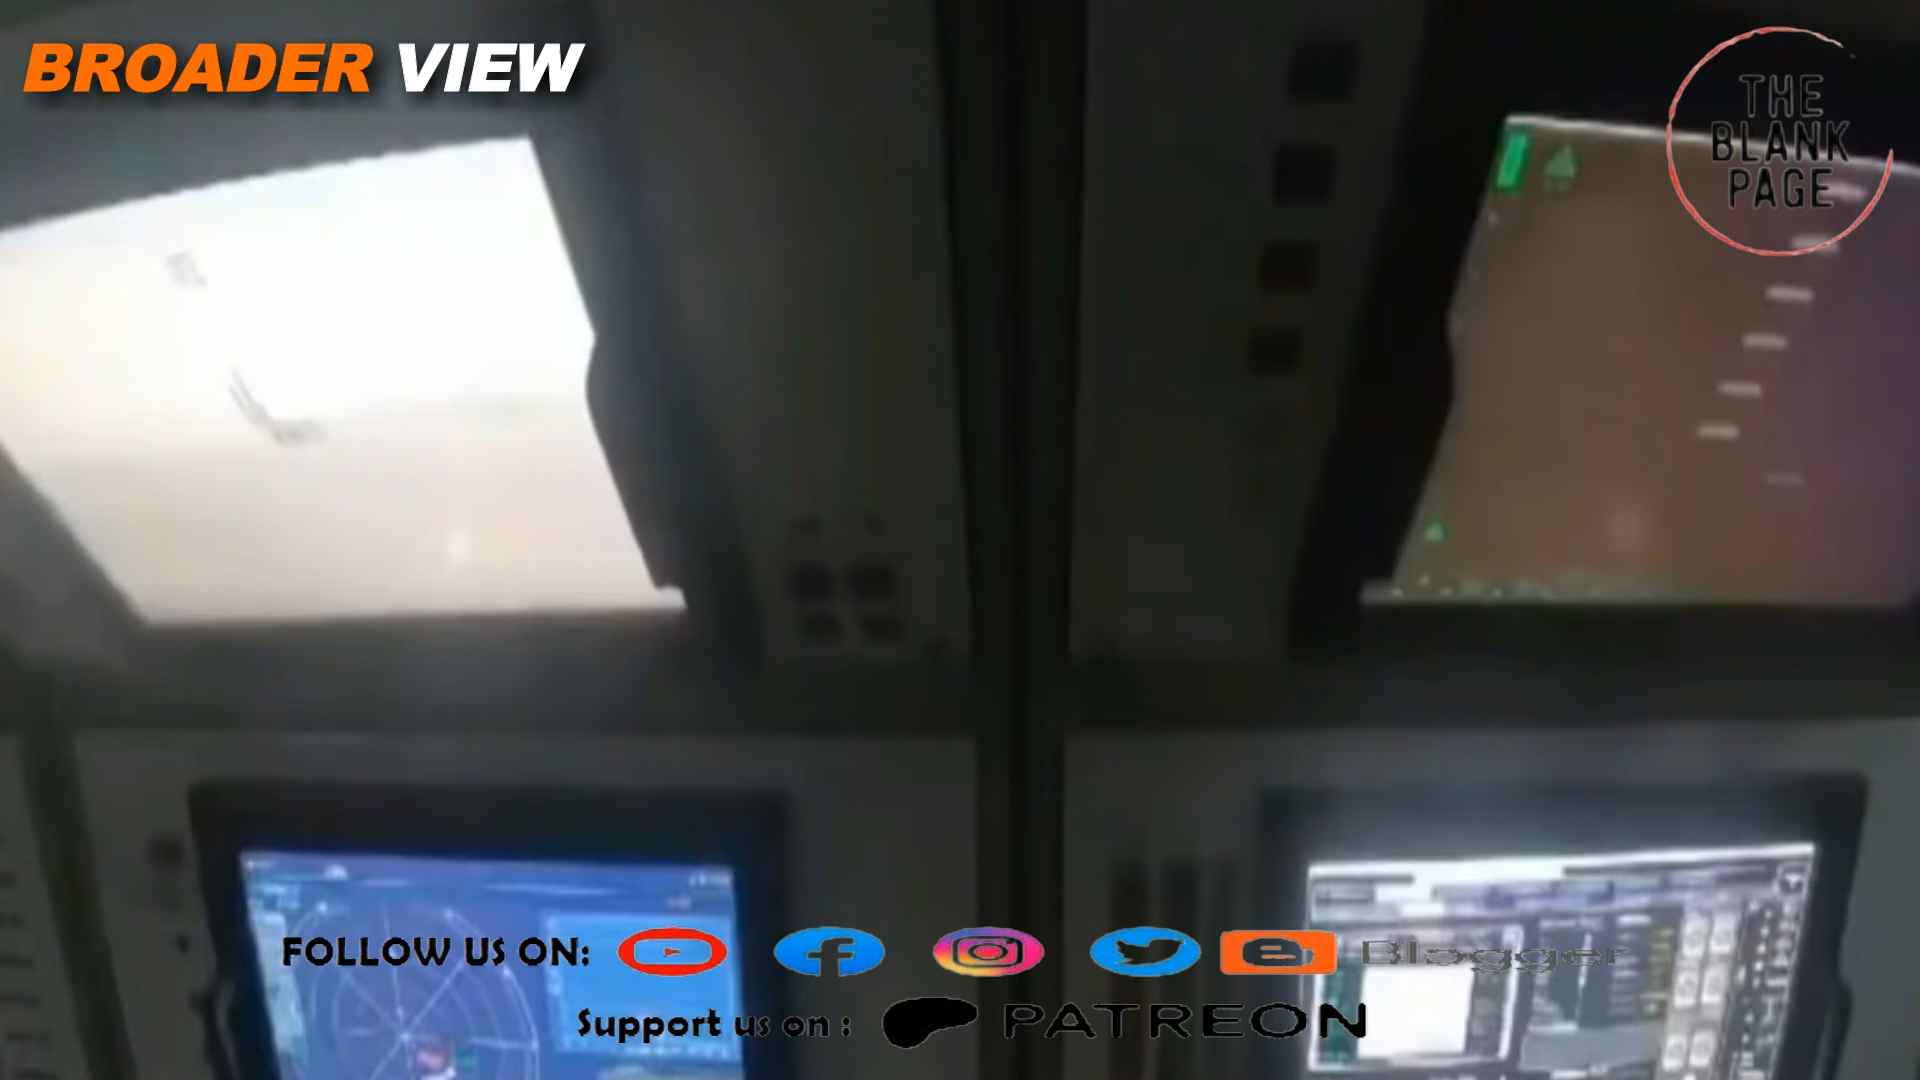 BROADER VIEW
THE
BLANK
PAGE
FOLLOW US ON:
Blogger
Support us on :
PATREON